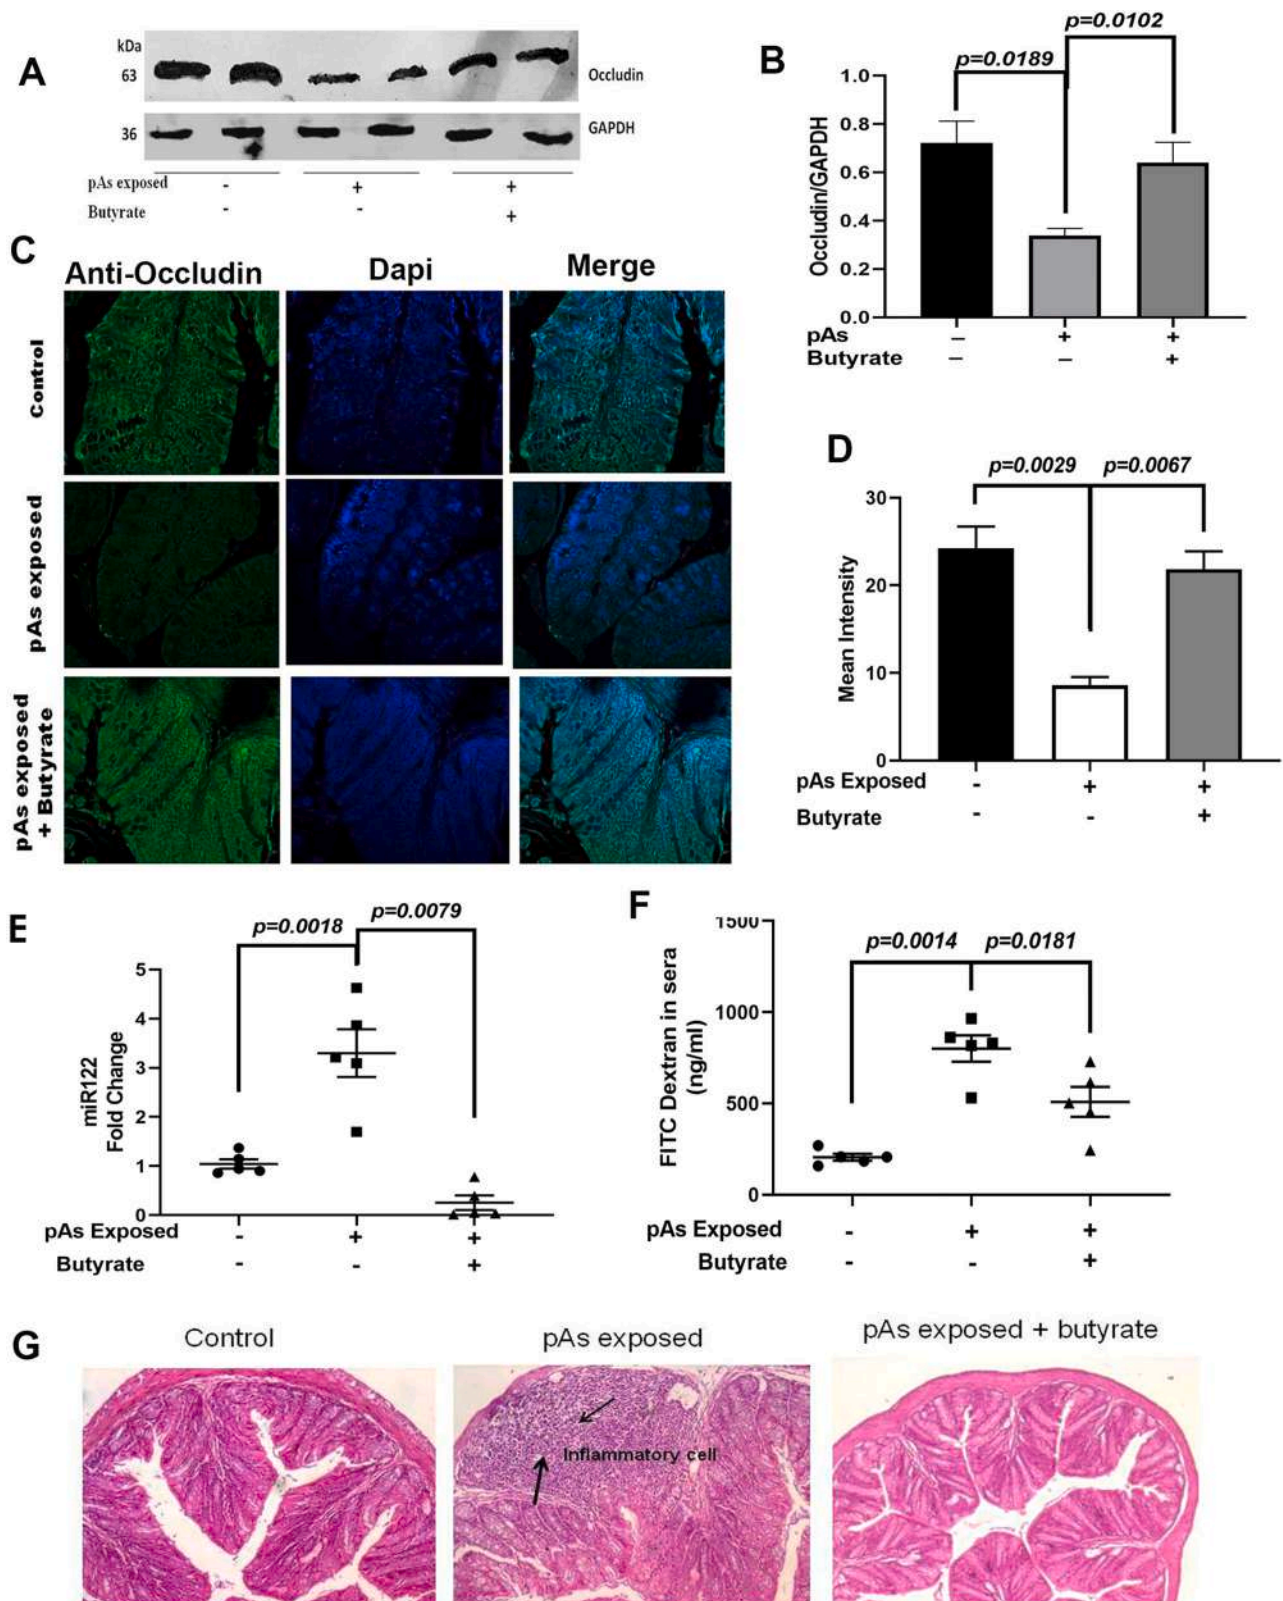 A
kDa
63
Occludin
36
GAPDH
pAs exposed - + +
Butyrate - - +
B
p=0.0102
p=0.0189
Occludin/GAPDH
1.0
0.8
0.6
0.4
0.2
0.0
pAs – + +
Butyrate – – +
C
Anti-Occludin Dapi Merge
Control
pAs exposed
pAs exposed
+ Butyrate
D
p=0.0029 p=0.0067
Mean Intensity
30
20
10
0
pAs Exposed - + +
Butyrate - - +
E
p=0.0018 p=0.0079
miR122
Fold Change
5
4
3
2
1
0
pAs Exposed - + +
Butyrate - - +
F
p=0.0014 p=0.0181
FITC Dextran in sera
(ng/ml)
1500
1000
500
0
pAs Exposed - + +
Butyrate - - +
G
Control pAs exposed pAs exposed + butyrate
Inflammatory cell